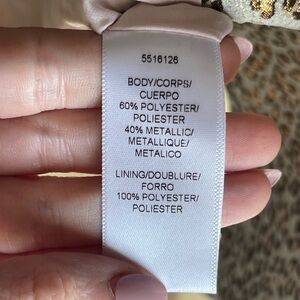 5516126
BODY/CORPS/
CUERPO
60% POLYESTER/
POLIESTER
40% METALLIC/
METALLIQUE/
METALICO
LINING/DOUBLURE/
FORRO
100% POLYESTER/
POLIESTER